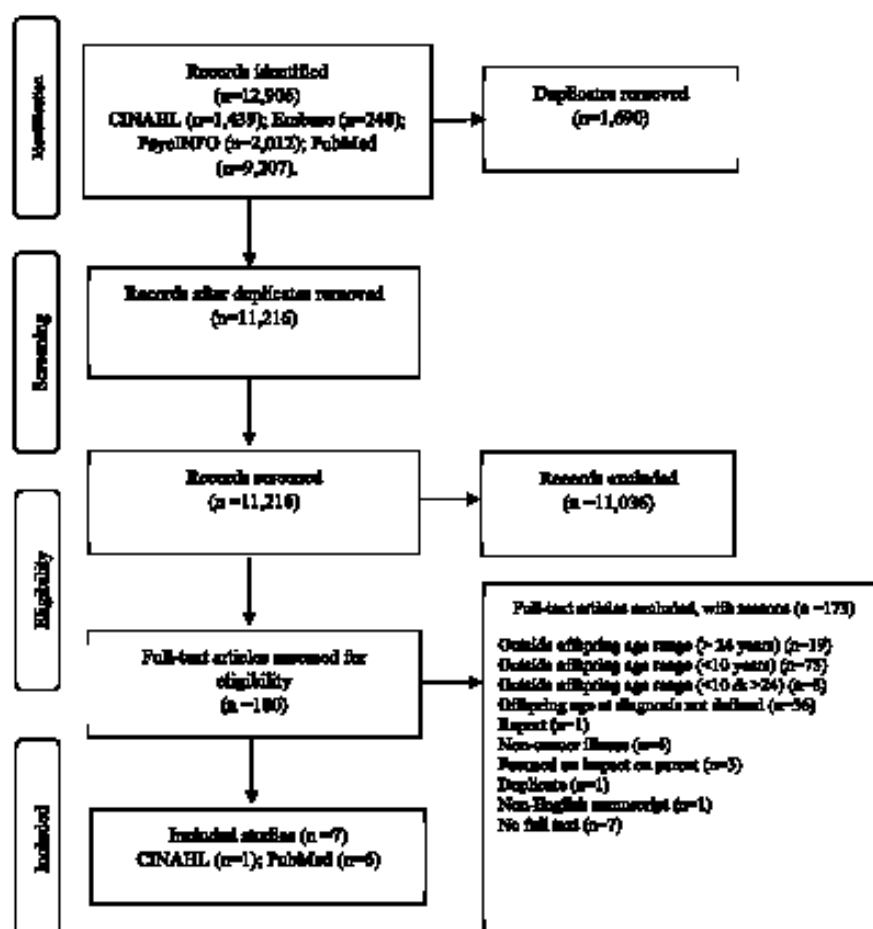 Identification
Records identified
(n=12,906)
CINAHL (n=1,439); Embase (n=248);
PsycINFO (n=2,012); PubMed
(n=9,207).
Duplicates removed
(n=1,690)
Screening
Records after duplicates removed
(n=11,216)
Records screened
(n =11,216)
Records excluded
(n =11,036)
Eligibility
Full-text articles assessed for
eligibility
(n =180)
Full-text articles excluded, with reasons (n =173)
Outside offspring age range (> 24 years) (n=19)
Outside offspring age range (<10 years)
Outside offspring age range (<10 & >24)
Offspring age at diagnosis not defined
Report (n=1)
Non-cancer illness
Focused on impact on parent
Duplicate (n=1)
Non-English manuscript (n=1)
No full text (n=7)
Included
Included studies (n =7)
CINAHL (n=1); PubMed (n=6)